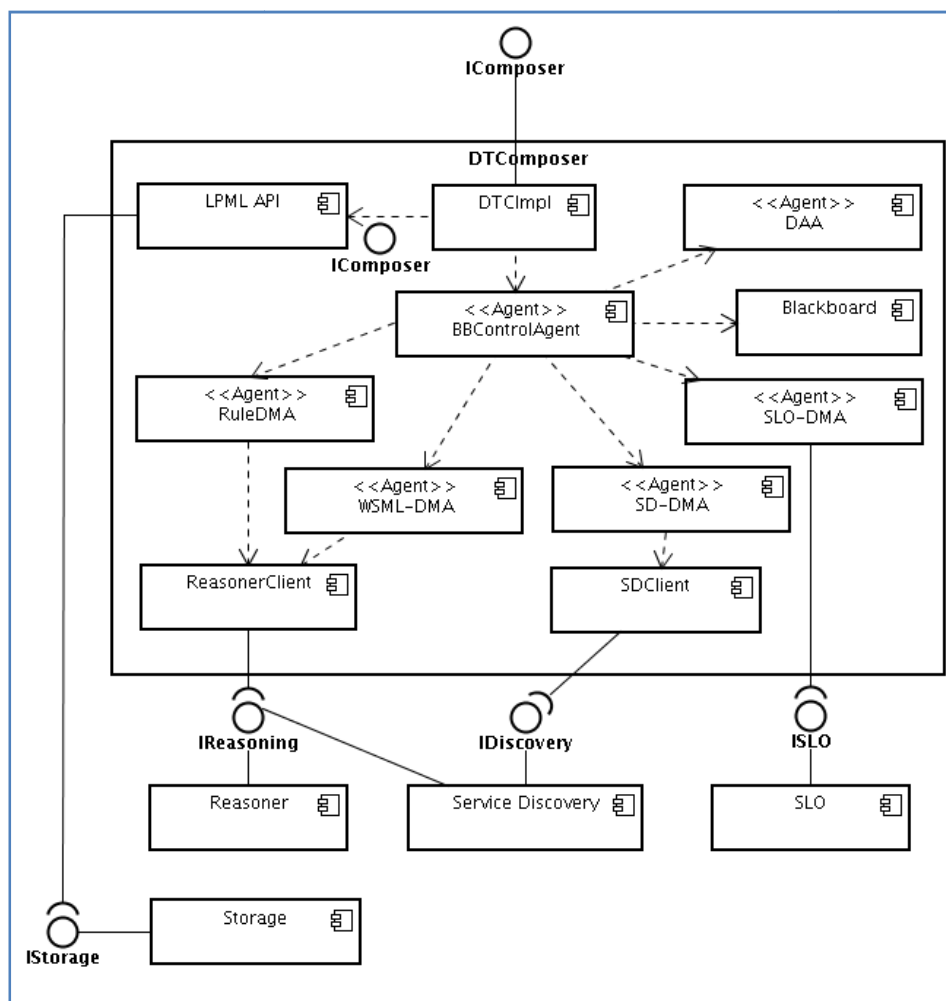 IComposer
DTComposer
LPML API
DTCImpl
<<Agent>>
DAA
IComposer
<<Agent>>
BBControlAgent
Blackboard
<<Agent>>
RuleDMA
<<Agent>>
SLO-DMA
<<Agent>>
WSML-DMA
<<Agent>>
SD-DMA
ReasonerClient
SDClient
IReasoning
IDiscovery
ISLO
Reasoner
Service Discovery
SLO
Storage
IStorage